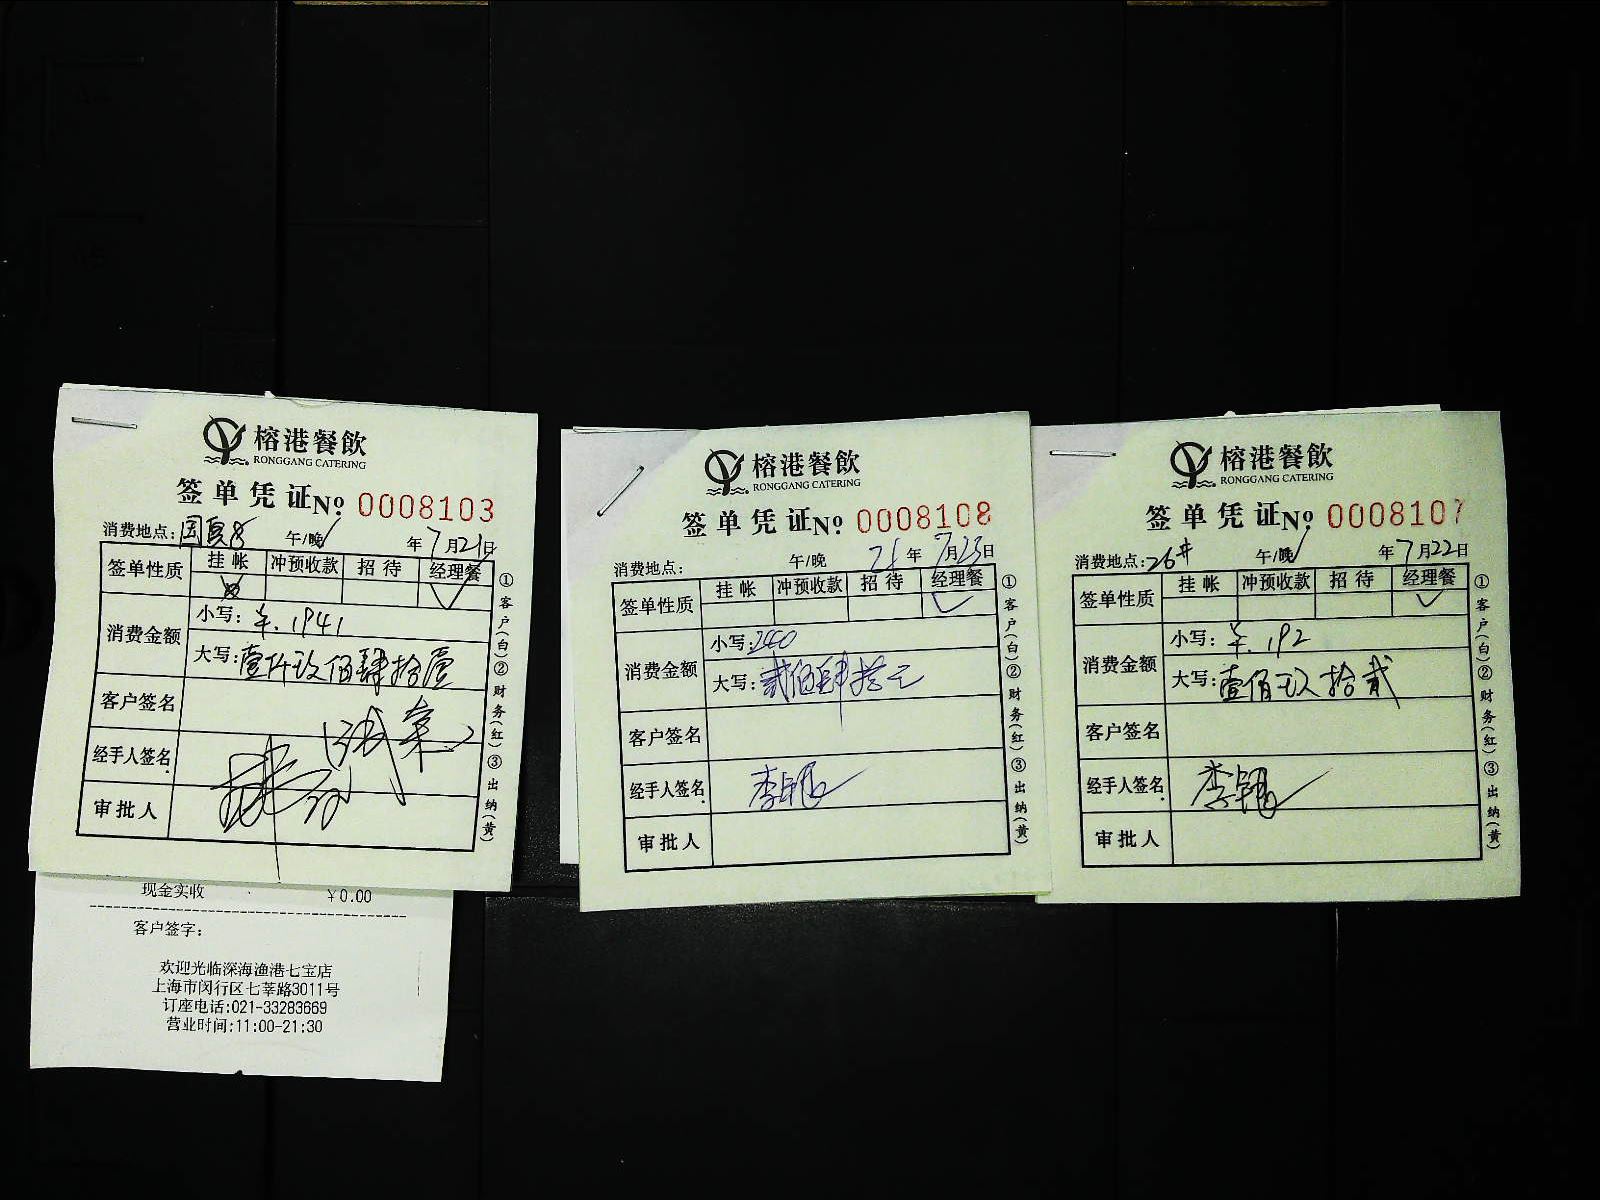 榕港餐飲
RONGGANG CATERING
签单凭证 No 0008103
消费地点: 午/晚 年7月21日
签单性质 挂帐 冲预收款 招待 经理餐
消费金额 小写: ¥.1941
大写: 壹仟玖佰肆拾壹
客户签名
经手人签名
审批人
①客户(白)②财务(红)③出纳(黄)
现金实收 ¥0.00
客户签字:
欢迎光临深海渔港七宝店
上海市闵行区七莘路3011号
订座电话:021-33283669
营业时间:11:00-21:30
榕港餐飲
RONGGANG CATERING
签单凭证 No 0008108
消费地点: 午/晚 21年7月23日
签单性质 挂帐 冲预收款 招待 经理餐
消费金额 小写: 240
大写: 贰佰肆拾元
客户签名
经手人签名
审批人
①客户(白)②财务(红)③出纳(黄)
榕港餐飲
RONGGANG CATERING
签单凭证 No 0008107
消费地点: 26# 午/晚 年7月22日
签单性质 挂帐 冲预收款 招待 经理餐
消费金额 小写: ¥.192
大写: 壹佰玖拾贰
客户签名
经手人签名
审批人
①客户(白)②财务(红)③出纳(黄)